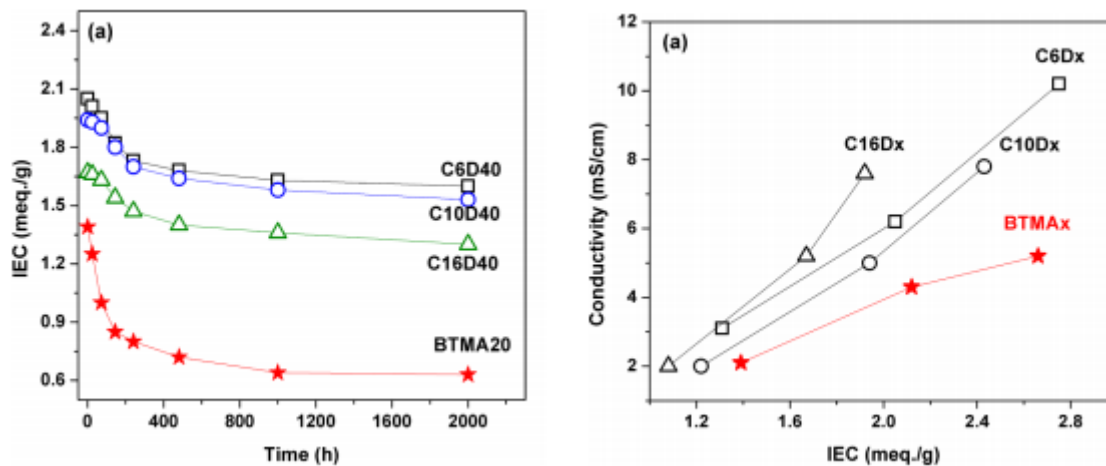 (a)
2.4
2.1
1.8
1.5
1.2
0.9
0.6
IEC (meq./g)
C6D40
C10D40
C16D40
BTMA20
0
400
800
1200
1600
2000
Time (h)
(a)
12
10
8
6
4
2
Conductivity (mS/cm)
C6Dx
C16Dx
C10Dx
BTMAx
1.2
1.6
2.0
2.4
2.8
IEC (meq./g)